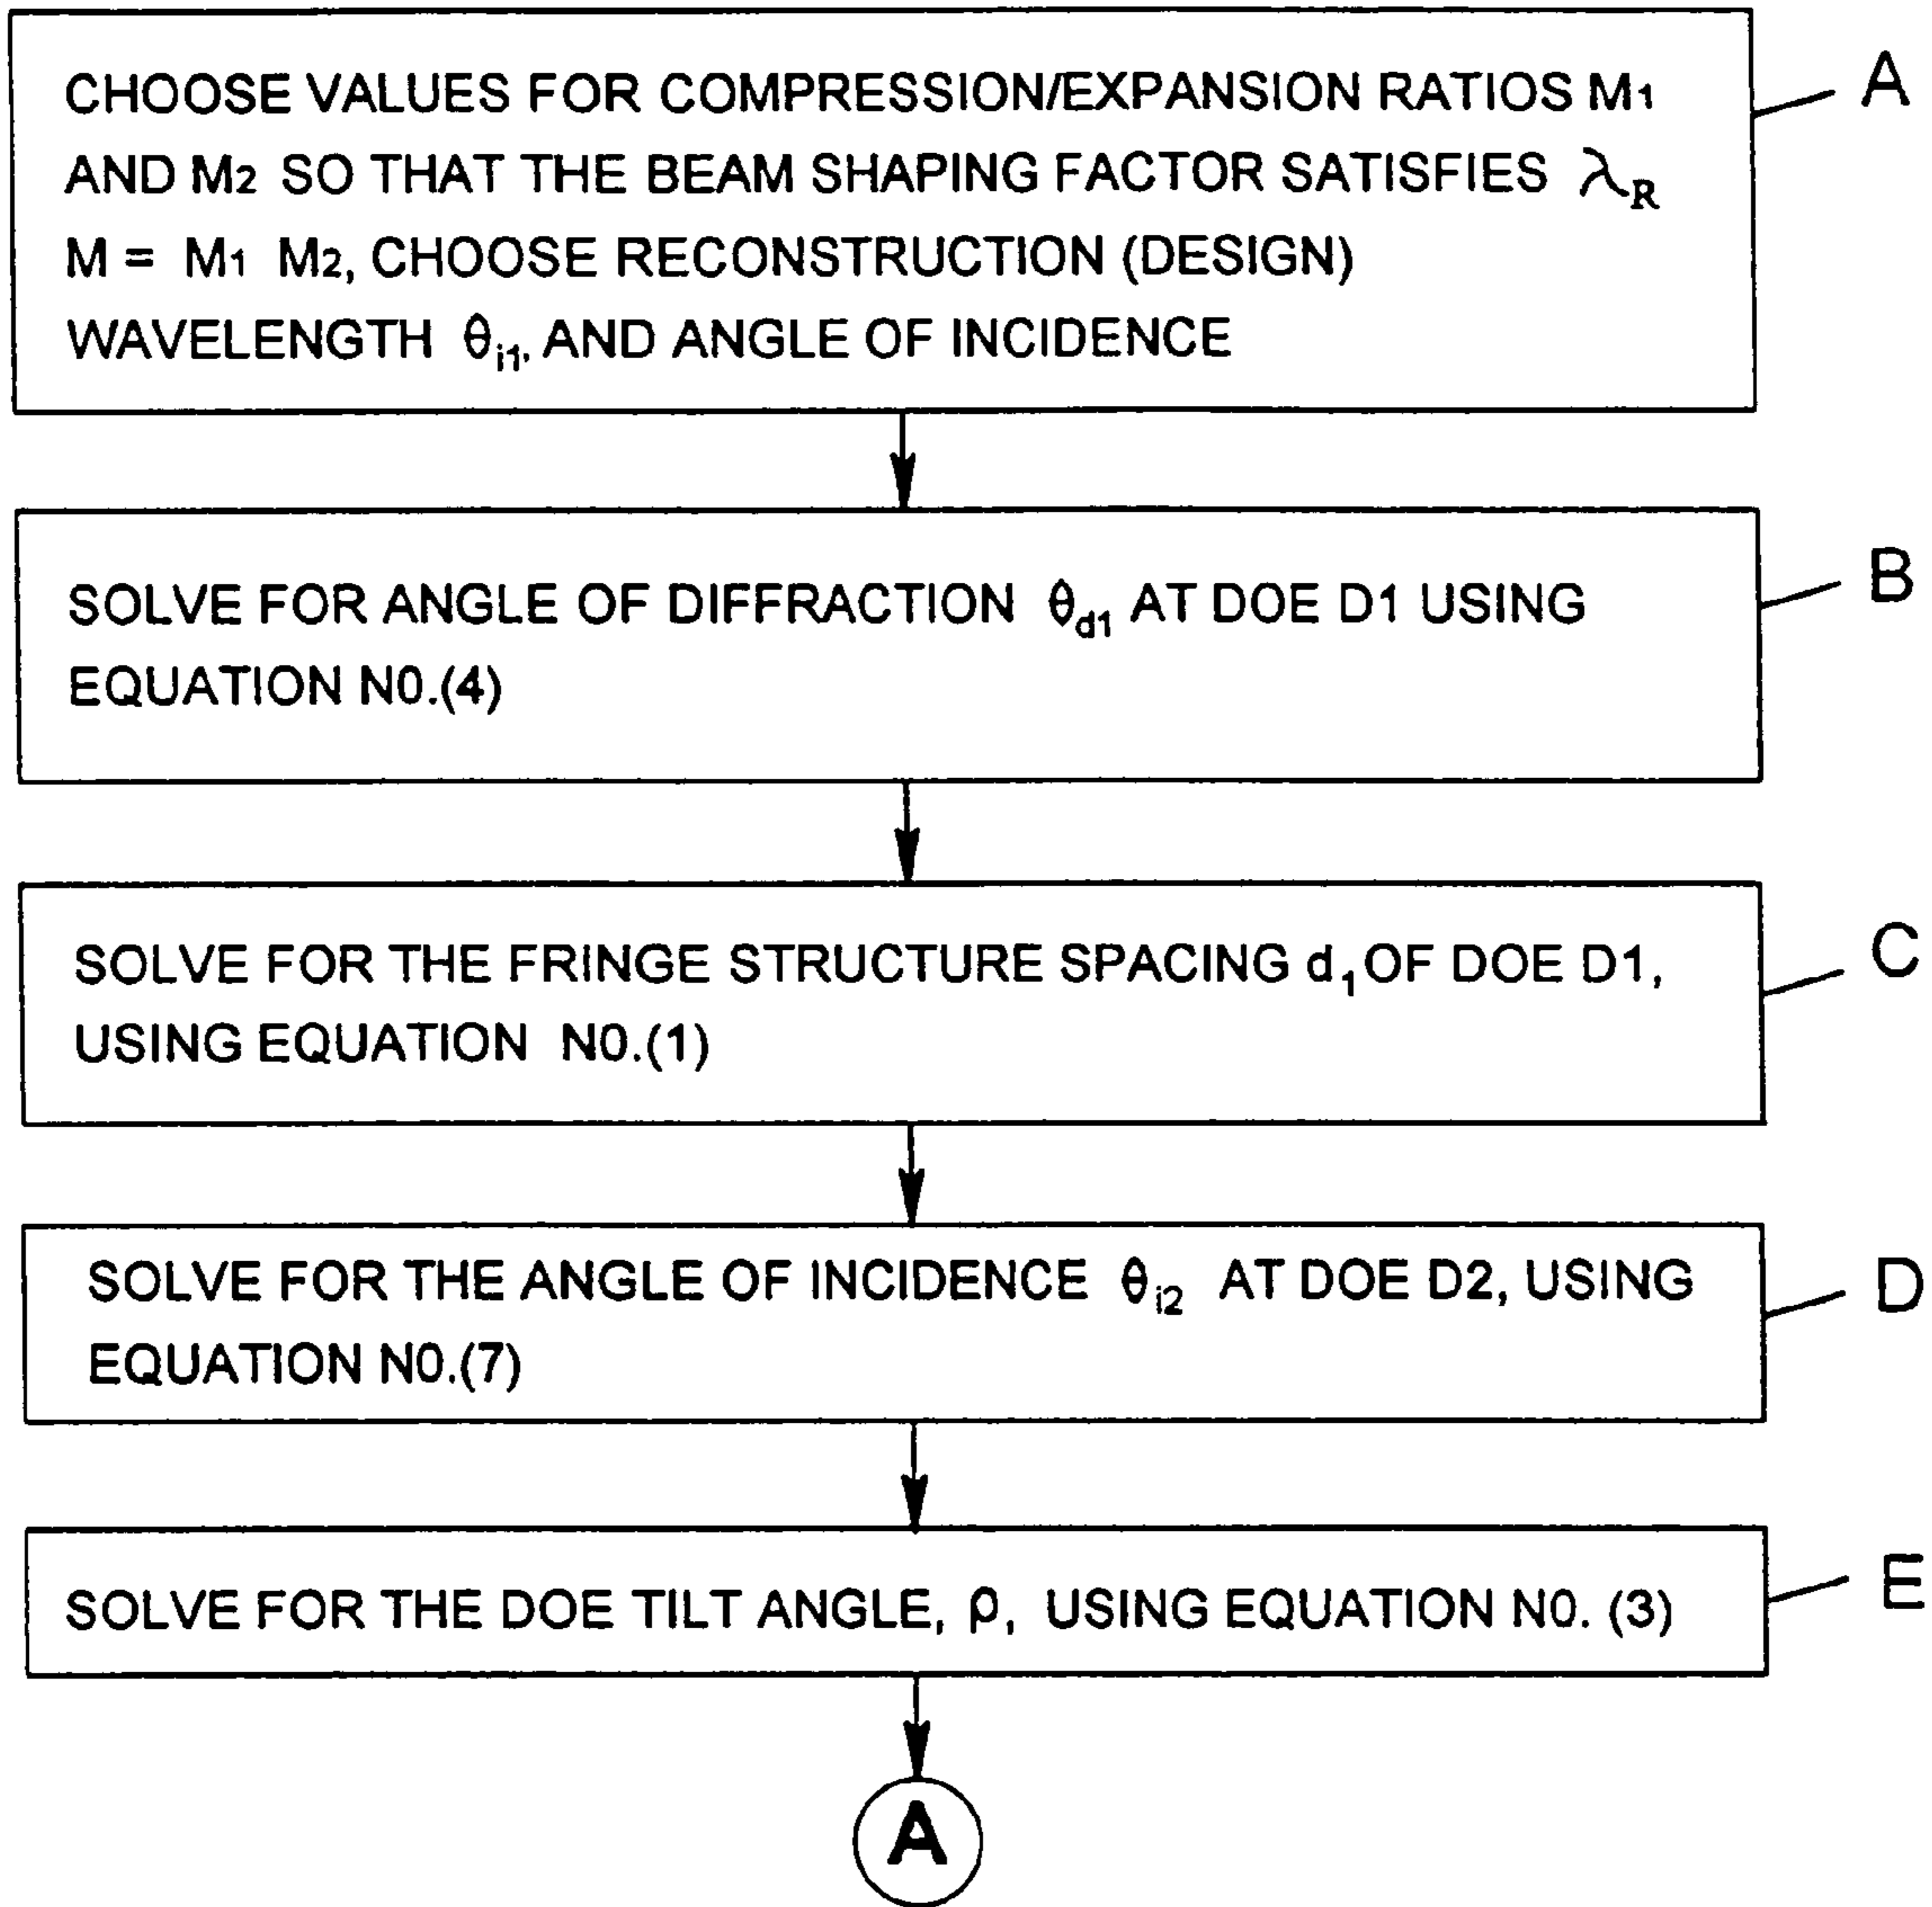 CHOOSE VALUES FOR COMPRESSION/EXPANSION RATIOS M1
AND M2 SO THAT THE BEAM SHAPING FACTOR SATISFIES λR
M = M1 M2, CHOOSE RECONSTRUCTION (DESIGN)
WAVELENGTH θi1, AND ANGLE OF INCIDENCE
A
SOLVE FOR ANGLE OF DIFFRACTION θd1 AT DOE D1 USING
EQUATION N0.(4)
B
SOLVE FOR THE FRINGE STRUCTURE SPACING d1 OF DOE D1,
USING EQUATION N0.(1)
C
SOLVE FOR THE ANGLE OF INCIDENCE θi2 AT DOE D2, USING
EQUATION N0.(7)
D
SOLVE FOR THE DOE TILT ANGLE, ρ, USING EQUATION N0. (3)
E
A